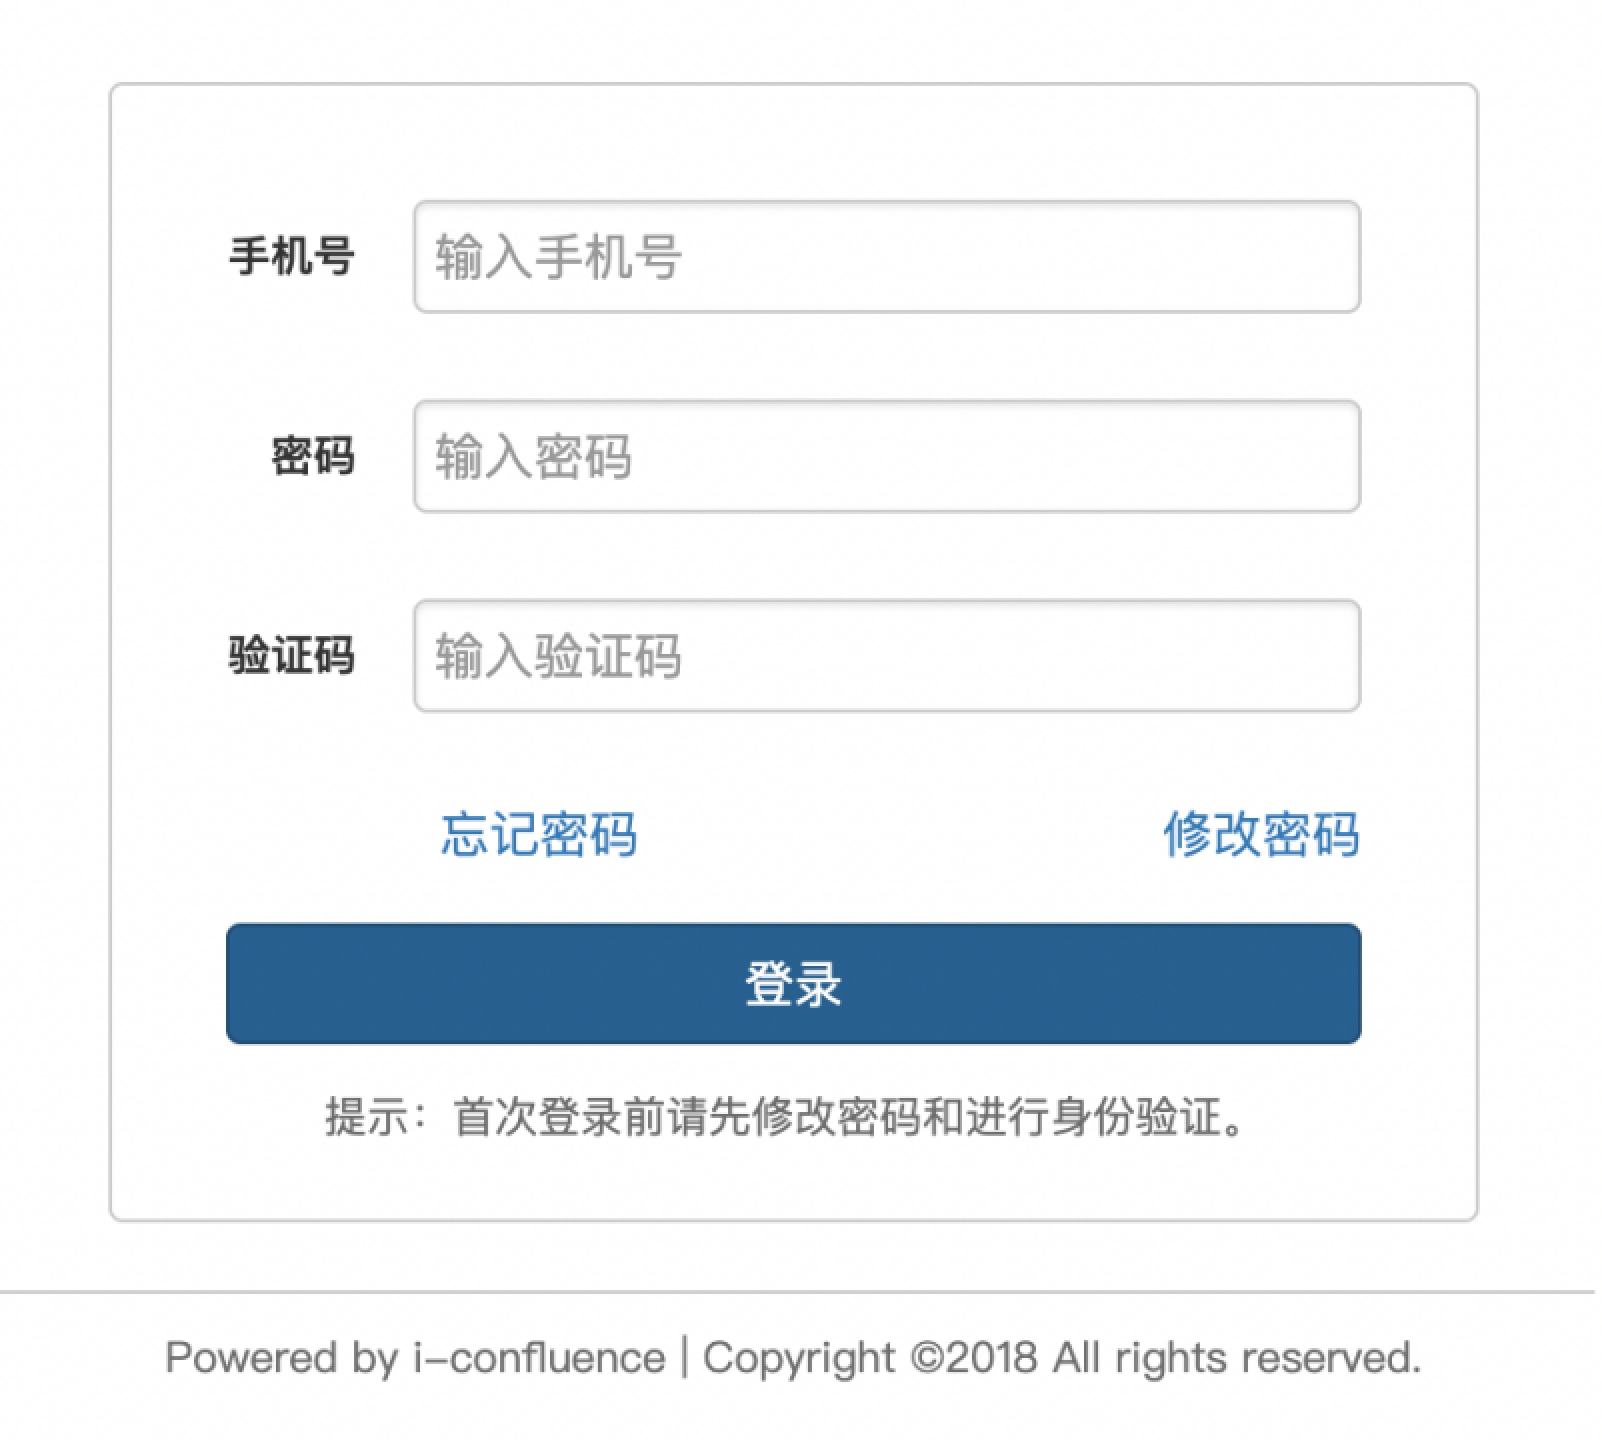 手机号 输入手机号
密码 输入密码
验证码 输入验证码
忘记密码 修改密码
登录
提示：首次登录前请先修改密码和进行身份验证。
Powered by i-confluence | Copyright ©2018 All rights reserved.